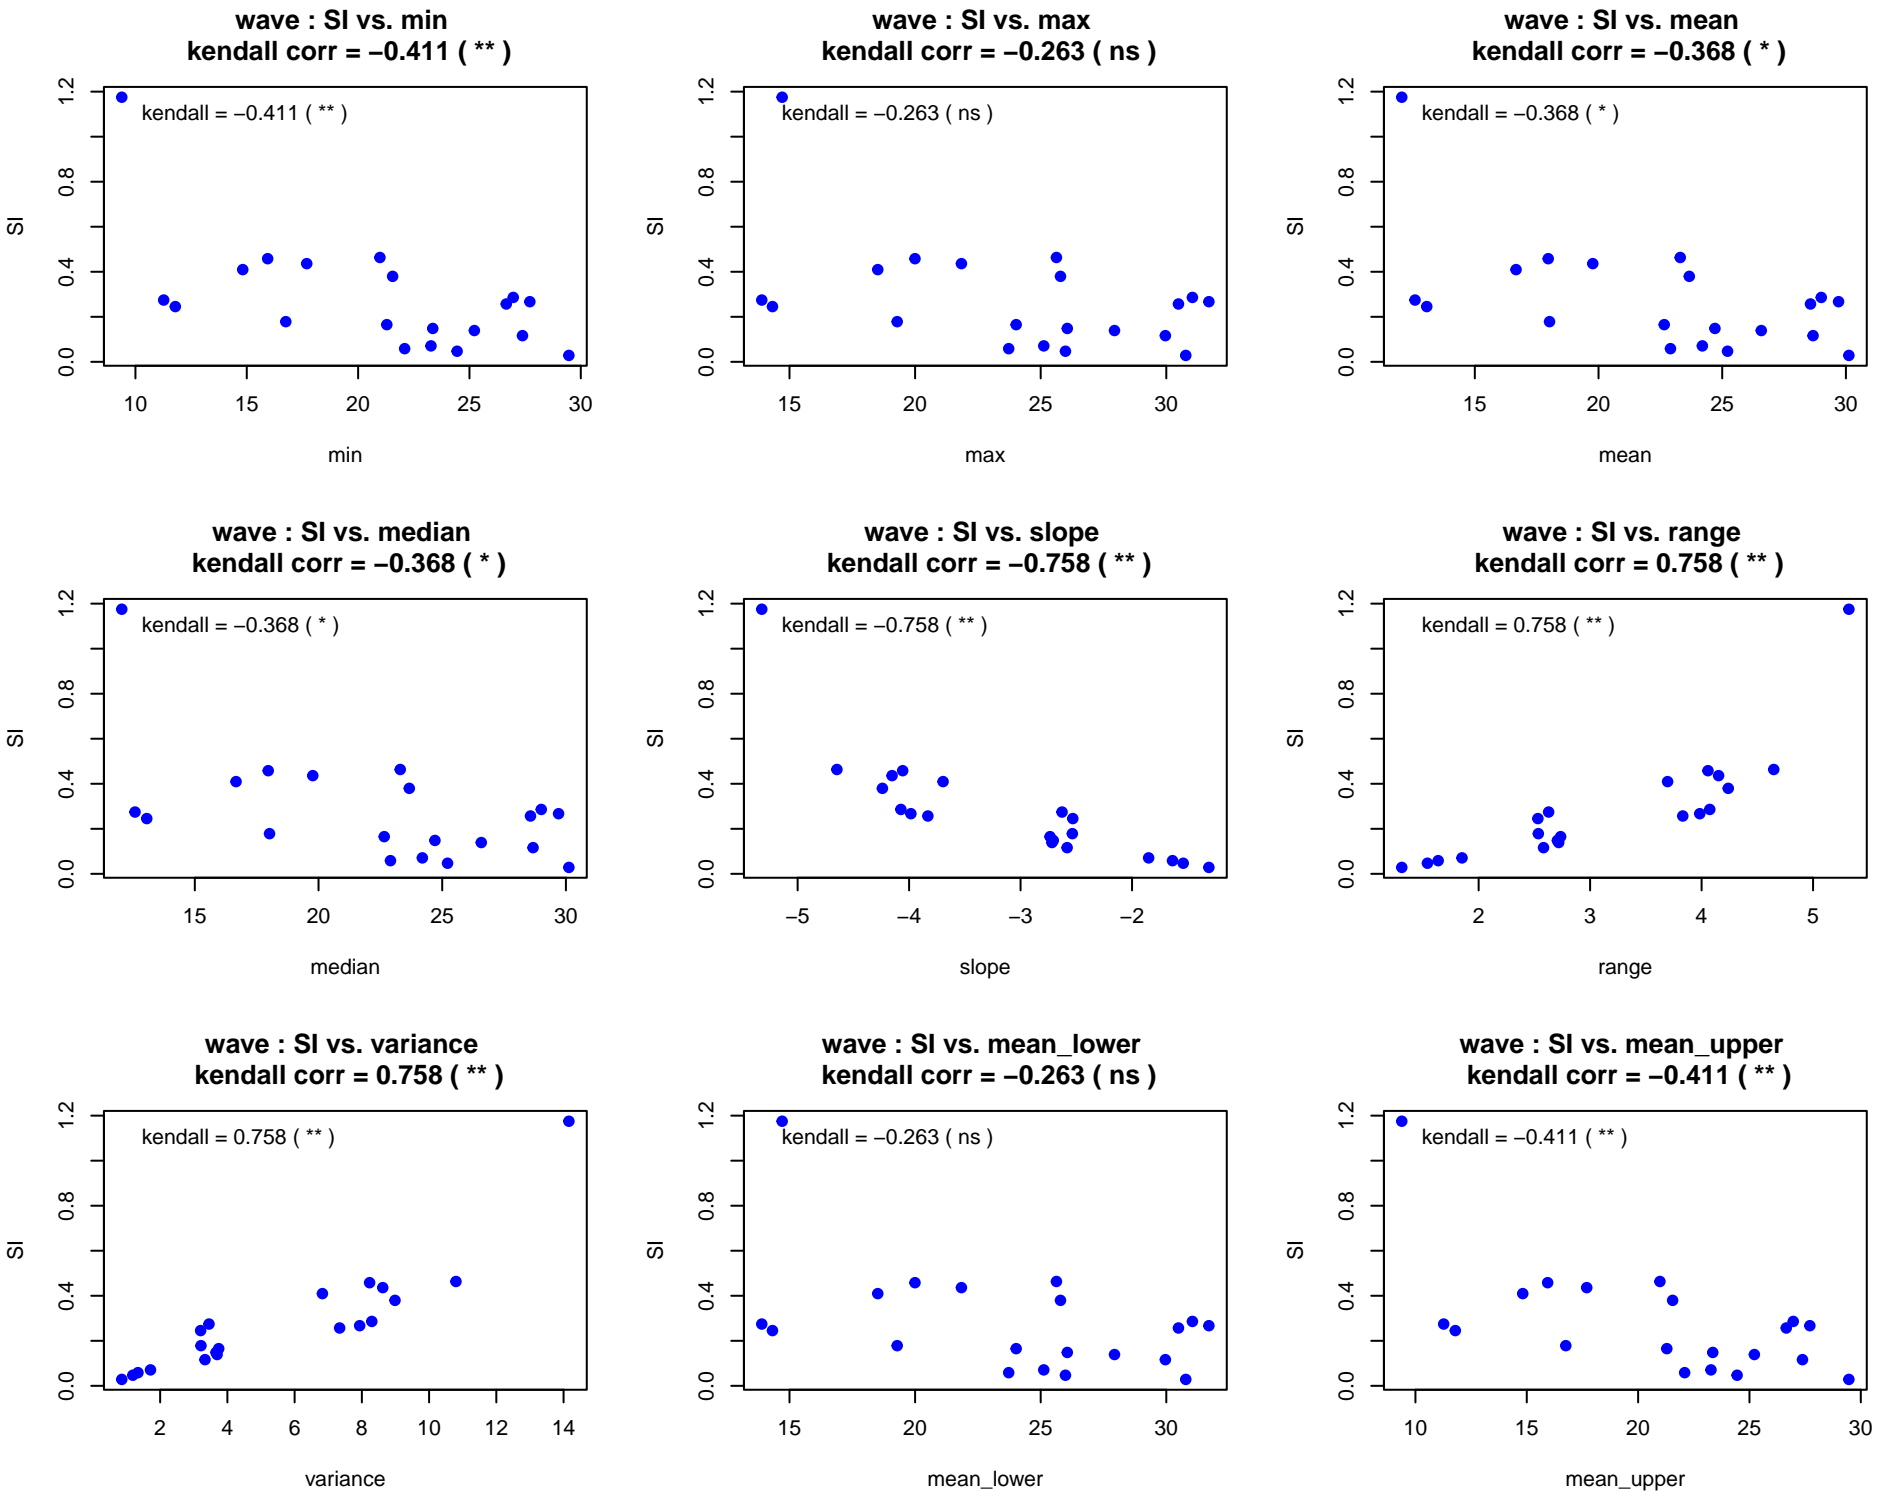 wave : SI vs. min
kendall corr = −0.411 ( ** )
kendall = −0.411 ( ** )
SI
0.0 0.4 0.8 1.2
10 15 20 25 30
min
wave : SI vs. max
kendall corr = −0.263 ( ns )
kendall = −0.263 ( ns )
SI
0.0 0.4 0.8 1.2
15 20 25 30
max
wave : SI vs. mean
kendall corr = −0.368 ( * )
kendall = −0.368 ( * )
SI
0.0 0.4 0.8 1.2
15 20 25 30
mean
wave : SI vs. median
kendall corr = −0.368 ( * )
kendall = −0.368 ( * )
SI
0.0 0.4 0.8 1.2
15 20 25 30
median
wave : SI vs. slope
kendall corr = −0.758 ( ** )
kendall = −0.758 ( ** )
SI
0.0 0.4 0.8 1.2
−5 −4 −3 −2
slope
wave : SI vs. range
kendall corr = 0.758 ( ** )
kendall = 0.758 ( ** )
SI
0.0 0.4 0.8 1.2
2 3 4 5
range
wave : SI vs. variance
kendall corr = 0.758 ( ** )
kendall = 0.758 ( ** )
SI
0.0 0.4 0.8 1.2
2 4 6 8 10 12 14
variance
wave : SI vs. mean_lower
kendall corr = −0.263 ( ns )
kendall = −0.263 ( ns )
SI
0.0 0.4 0.8 1.2
15 20 25 30
mean_lower
wave : SI vs. mean_upper
kendall corr = −0.411 ( ** )
kendall = −0.411 ( ** )
SI
0.0 0.4 0.8 1.2
10 15 20 25 30
mean_upper